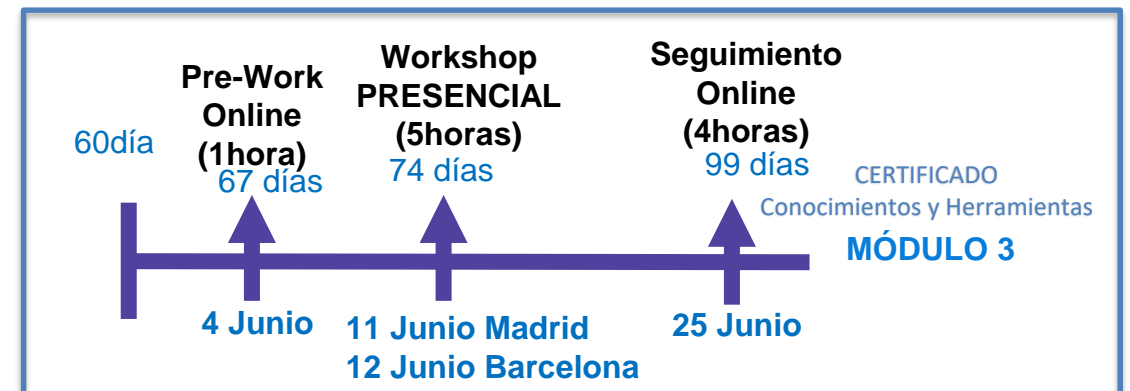 60día
Pre-Work
Online
(1hora)
67 días
4 Junio
Workshop
PRESENCIAL
(5horas)
74 días
11 Junio Madrid
12 Junio Barcelona
Seguimiento
Online
(4horas)
99 días
25 Junio
CERTIFICADO
Conocimientos y Herramientas
MÓDULO 3